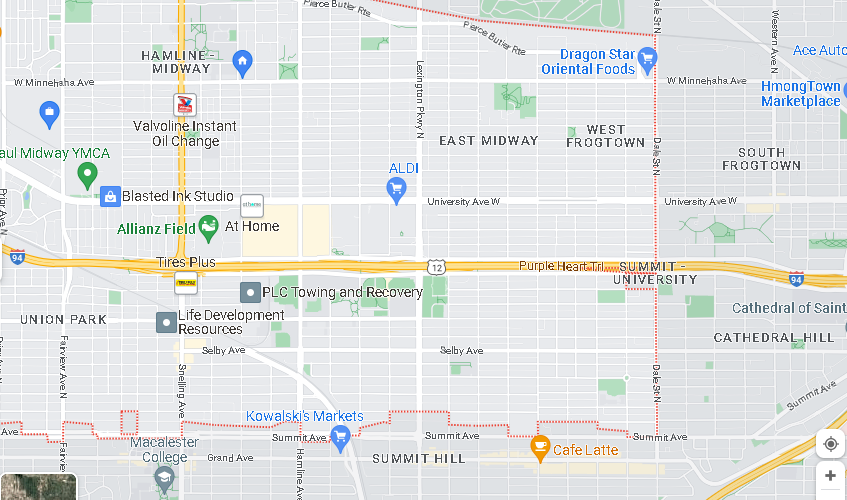 Pierce Butler Rte
Pierce Butler Rte
Dale St N
Western Ave N
HAMLINE -
MIDWAY
Dragon Star
Oriental Foods
Ace Auto
W Minnehaha Ave
W Minnehaha Ave
HmongTown
Marketplace
Lexington Pkwy N
Valvoline Instant
Oil Change
EAST MIDWAY
WEST
FROGTOWN
Dale St N
aul Midway YMCA
SOUTH
FROGTOWN
ALDI
Prior Ave N
Blasted Ink Studio
at home
University Ave W
University Ave W
Allianz Field
At Home
94
Tires Plus
12
Purple Heart Trl
SUMMIT -
UNIVERSITY
94
PLC Towing and Recovery
Life Development
Resources
Cathedral of Saint
UNION PARK
CATHEDRAL HILL
Selby Ave
Selby Ave
Fairview Ave N
Snelling Ave
Dale St N
Summit Ave
Kowalski's Markets
Macalester
College
Summit Ave
Summit Ave
Summit Ave
Cafe Latte
Grand Ave
SUMMIT HILL
Hamline Ave